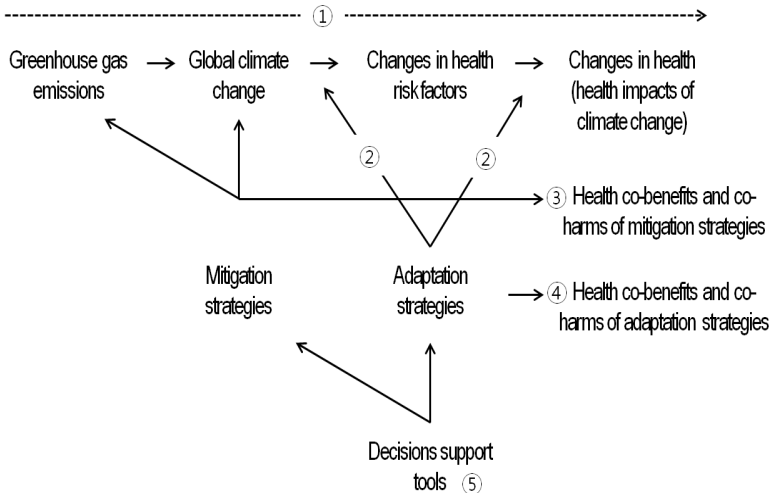 ①
Greenhouse gas
emissions
Global climate
change
Changes in health
risk factors
Changes in health
(health impacts of
climate change)
②
②
③ Health co-benefits and co-
harms of mitigation strategies
Mitigation
strategies
Adaptation
strategies
④ Health co-benefits and co-
harms of adaptation strategies
Decisions support
tools ⑤